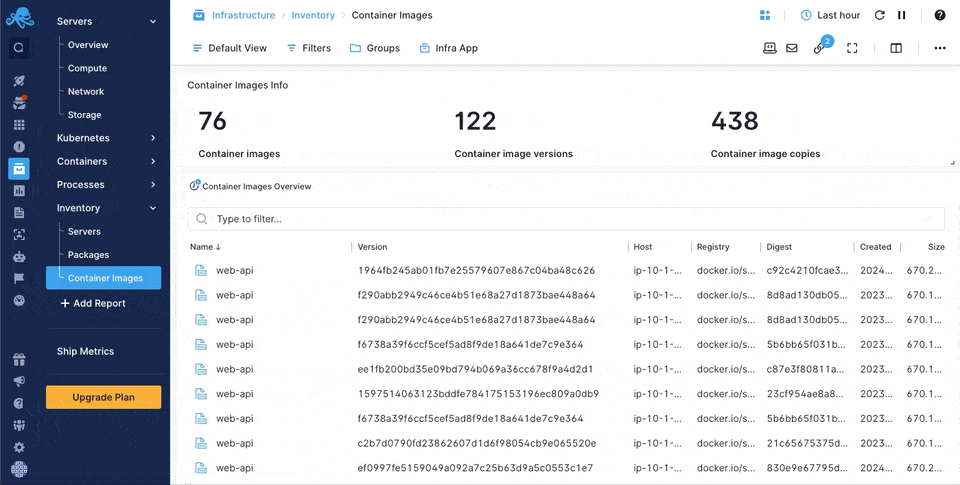 Servers
Overview
Compute
Network
Storage
Kubernetes
Containers
Processes
Inventory
Servers
Packages
Container Images
+ Add Report
Ship Metrics
Upgrade Plan
Infrastructure > Inventory > Container Images
Last hour
Default View Filters Groups Infra App
2
Container Images Info
76 122 438
Container images Container image versions Container image copies
Container Images Overview
Type to filter...
Name ↓ Version Host Registry Digest Created Size
web-api 1964fb245ab01fb7e25579607e867c04ba48c626 ip-10-1-... docker.io/s... c92c4210fcae3... 2024... 670.2...
web-api f290abb2949c46ce4b51e68a27d1873bae448a64 ip-10-1-... docker.io/s... 8d8ad130db05... 2023... 670.1...
web-api f290abb2949c46ce4b51e68a27d1873bae448a64 ip-10-1-... docker.io/s... 8d8ad130db05... 2023... 670.1...
web-api f6738a39f6ccf5cef5ad8f9de18a641de7c9e364 ip-10-1-... docker.io/s... 5b6bb65f031b... 2023... 670.1...
web-api ee1fb200bd35e09bd794b069a36cc678f9a4d2d1 ip-10-1-... docker.io/s... c87e3f80811a... 2023... 670.1...
web-api 1597514063123bddfe784175153196ec809a0db9 ip-10-1-... docker.io/s... 23cf954ae8a8... 2024... 670.1...
web-api f6738a39f6ccf5cef5ad8f9de18a641de7c9e364 ip-10-1-... docker.io/s... 5b6bb65f031b... 2023... 670.1...
web-api c2b7d0790fd23862607d1d6f98054cb9e065520e ip-10-1-... docker.io/s... 21c65675375d... 2023... 670.1...
web-api ef0997fe5159049a092a7c25b63d9a5c0553c1e7 ip-10-1-... docker.io/s... 830e9e67795d... 2024... 670.2...